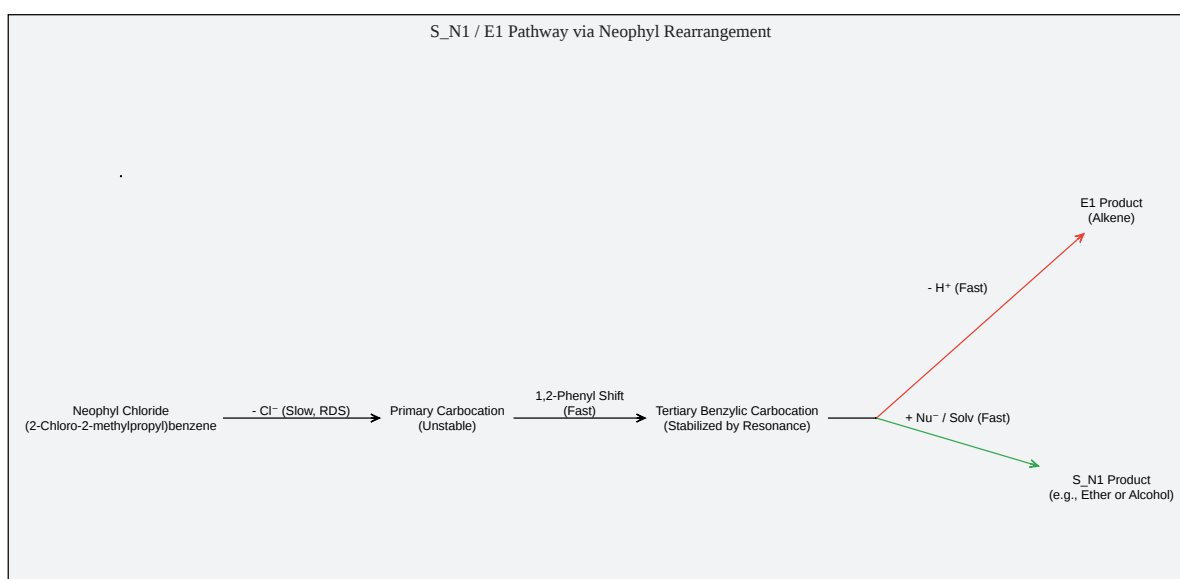 S_N1 / E1 Pathway via Neophyl Rearrangement
E1 Product
(Alkene)
- H⁺ (Fast)
1,2-Phenyl Shift
(Fast)
Neophyl Chloride
(2-Chloro-2-methylpropyl)benzene
- Cl⁻ (Slow, RDS)
Primary Carbocation
(Unstable)
Tertiary Benzylic Carbocation
(Stabilized by Resonance)
+ Nu⁻ / Solv (Fast)
S_N1 Product
(e.g., Ether or Alcohol)